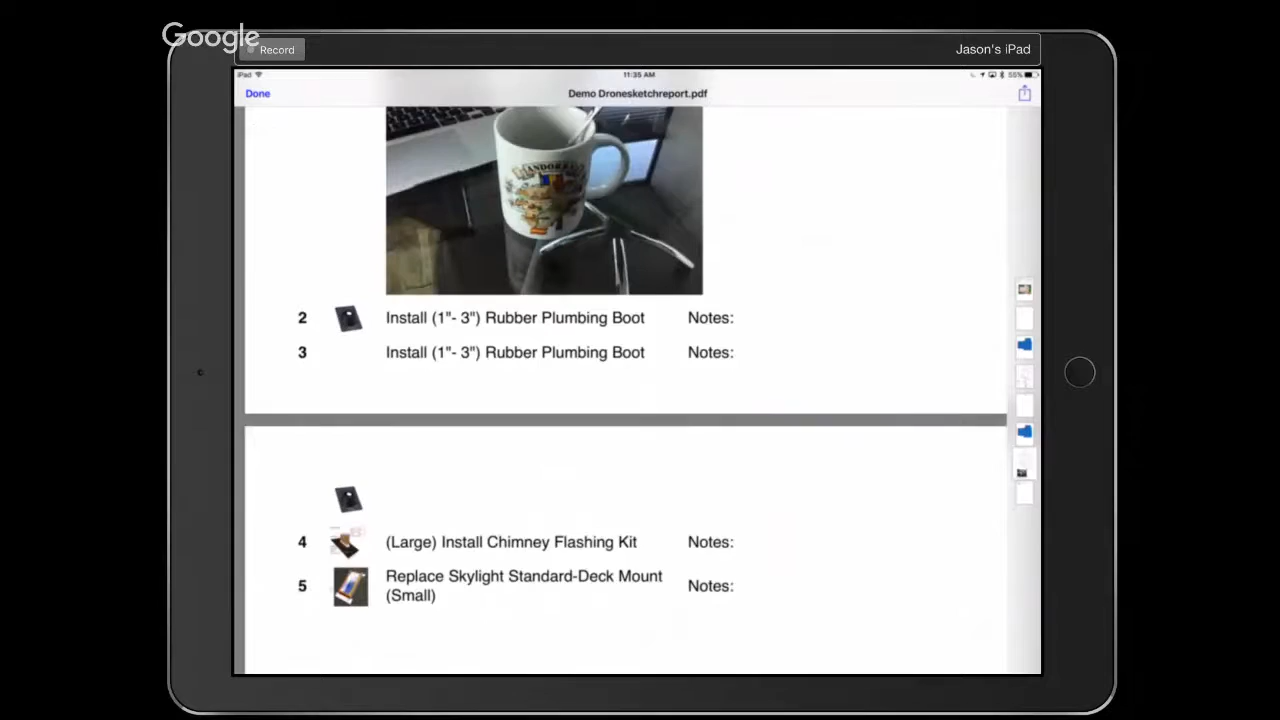 Google
Record
Jason's iPad
iPad
11:35 AM
55%
Done
Demo Dronesketchreport.pdf
ANDORRA
2
Install (1"- 3") Rubber Plumbing Boot
Notes:
3
Install (1"- 3") Rubber Plumbing Boot
Notes:
4
(Large) Install Chimney Flashing Kit
Notes:
5
Replace Skylight Standard-Deck Mount
(Small)
Notes: